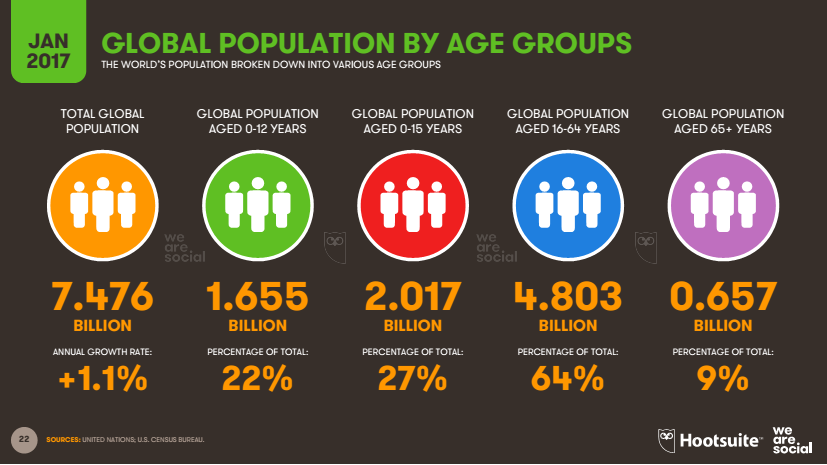 JAN
2017
GLOBAL POPULATION BY AGE GROUPS
THE WORLD'S POPULATION BROKEN DOWN INTO VARIOUS AGE GROUPS
TOTAL GLOBAL
POPULATION
GLOBAL POPULATION
AGED 0-12 YEARS
GLOBAL POPULATION
AGED 0-15 YEARS
GLOBAL POPULATION
AGED 16-64 YEARS
GLOBAL POPULATION
AGED 65+ YEARS
we
are
social
we
are
social
7.476
BILLION
1.655
BILLION
2.017
BILLION
4.803
BILLION
0.657
BILLION
ANNUAL GROWTH RATE:
+1.1%
PERCENTAGE OF TOTAL:
22%
PERCENTAGE OF TOTAL:
27%
PERCENTAGE OF TOTAL:
64%
PERCENTAGE OF TOTAL:
9%
22
SOURCES: UNITED NATIONS; U.S. CENSUS BUREAU.
Hootsuite™
we
are
social